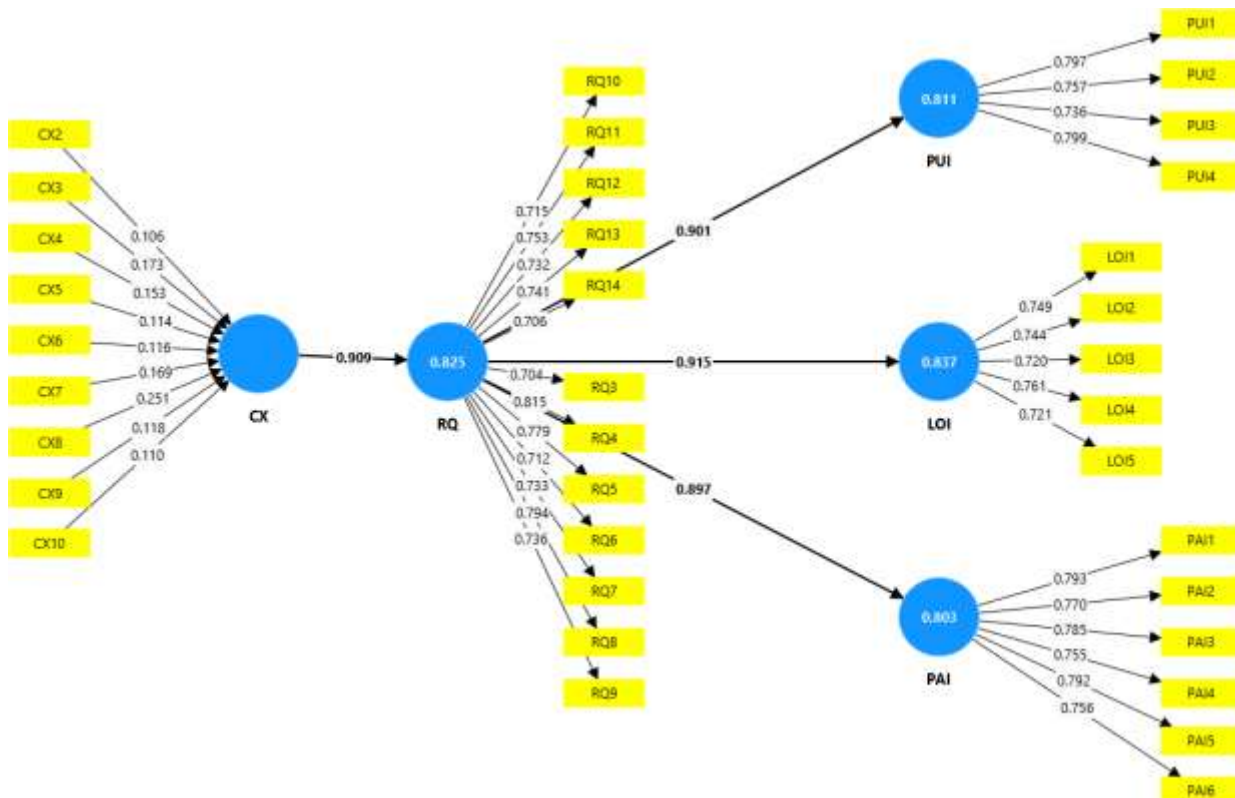 CX2
CX3
CX4
CX5
CX6
CX7
CX8
CX9
CX10
0.106
0.173
0.153
0.114
0.116
0.169
0.251
0.118
0.110
CX
0.909
0.825
RQ
RQ10
RQ11
RQ12
RQ13
RQ14
0.715
0.753
0.732
0.741
0.706
0.704
0.815
0.779
0.712
0.733
0.794
0.736
RQ3
RQ4
RQ5
RQ6
RQ7
RQ8
RQ9
0.901
0.915
0.897
0.811
PUI
0.797
0.757
0.736
0.799
PUI1
PUI2
PUI3
PUI4
0.837
LOI
0.749
0.744
0.720
0.761
0.721
LOI1
LOI2
LOI3
LOI4
LOI5
0.803
PAI
0.793
0.770
0.785
0.755
0.792
0.756
PAI1
PAI2
PAI3
PAI4
PAI5
PAI6